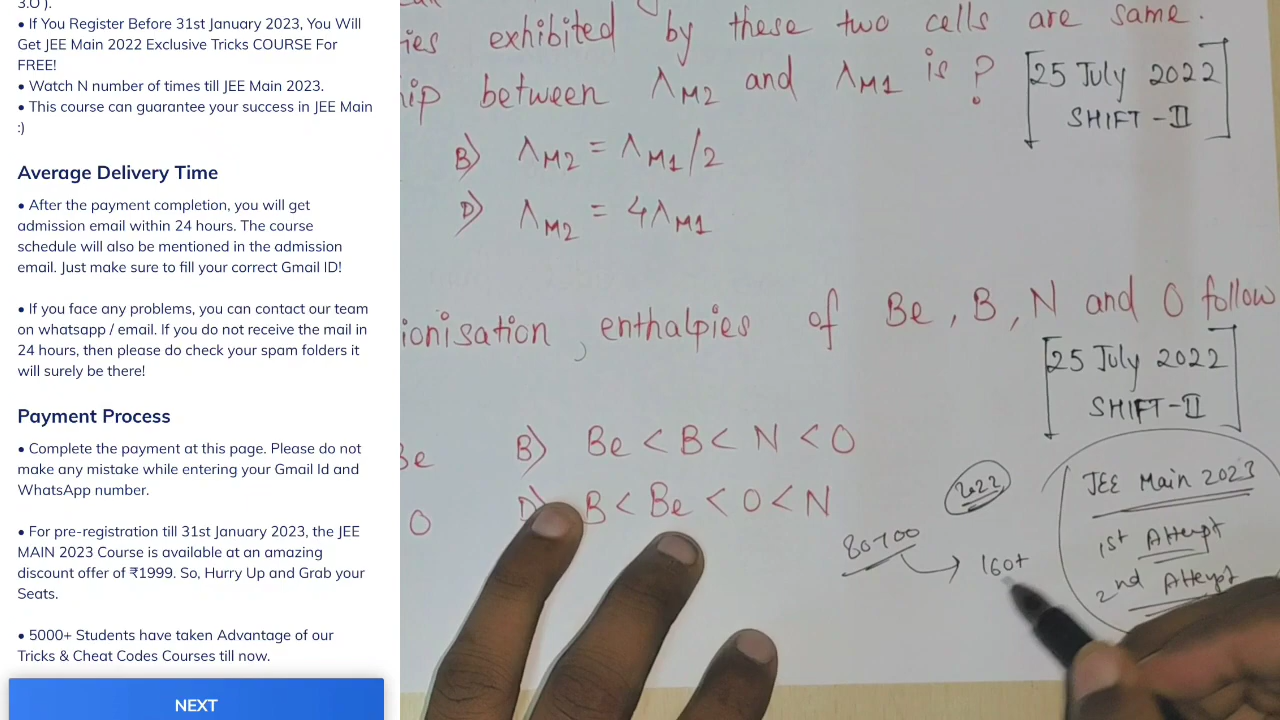 3.O ).
• If You Register Before 31st January 2023, You Will
Get JEE Main 2022 Exclusive Tricks COURSE For
FREE!
• Watch N number of times till JEE Main 2023.
• This course can guarantee your success in JEE Main
:)
Average Delivery Time
• After the payment completion, you will get
admission email within 24 hours. The course
schedule will also be mentioned in the admission
email. Just make sure to fill your correct Gmail ID!
• If you face any problems, you can contact our team
on whatsapp / email. If you do not receive the mail in
24 hours, then please do check your spam folders it
will surely be there!
Payment Process
• Complete the payment at this page. Please do not
make any mistake while entering your Gmail Id and
WhatsApp number.
• For pre-registration till 31st January 2023, the JEE
MAIN 2023 Course is available at an amazing
discount offer of ₹1999. So, Hurry Up and Grab your
Seats.
• 5000+ Students have taken Advantage of our
Tricks & Cheat Codes Courses till now.
NEXT
ies exhibited by these two cells are same.
hip between λM2 and λM1 is ?
[25 July 2022
SHIFT-II]
B) λM2 = λM1/2
D) λM2 = 4λM1
ionisation, enthalpies of Be, B, N and O follow
[25 July 2022
SHIFT-II]
Be B) Be < B < N < O
O D) B < Be < O < N
2022
→ 160+
JEE Main 2023
1st Attempt
2nd Attempt